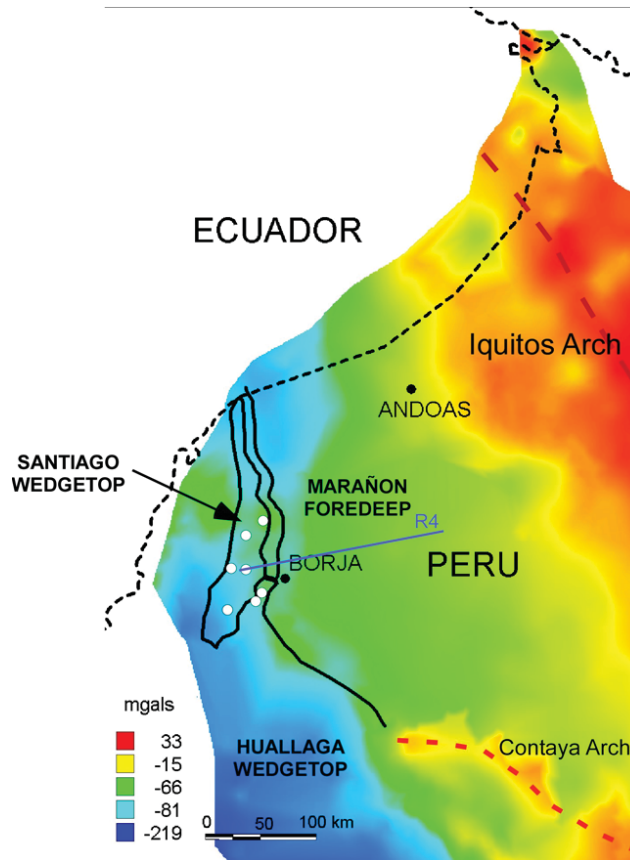 ECUADOR
Iquitos Arch
ANDOAS
SANTIAGO
WEDGETOP
MARAÑON
FOREDEEP
R4
BORJA
PERU
mgals
33
-15
-66
-81
-219
HUALLAGA
WEDGETOP
Contaya Arch
0 50 100 km